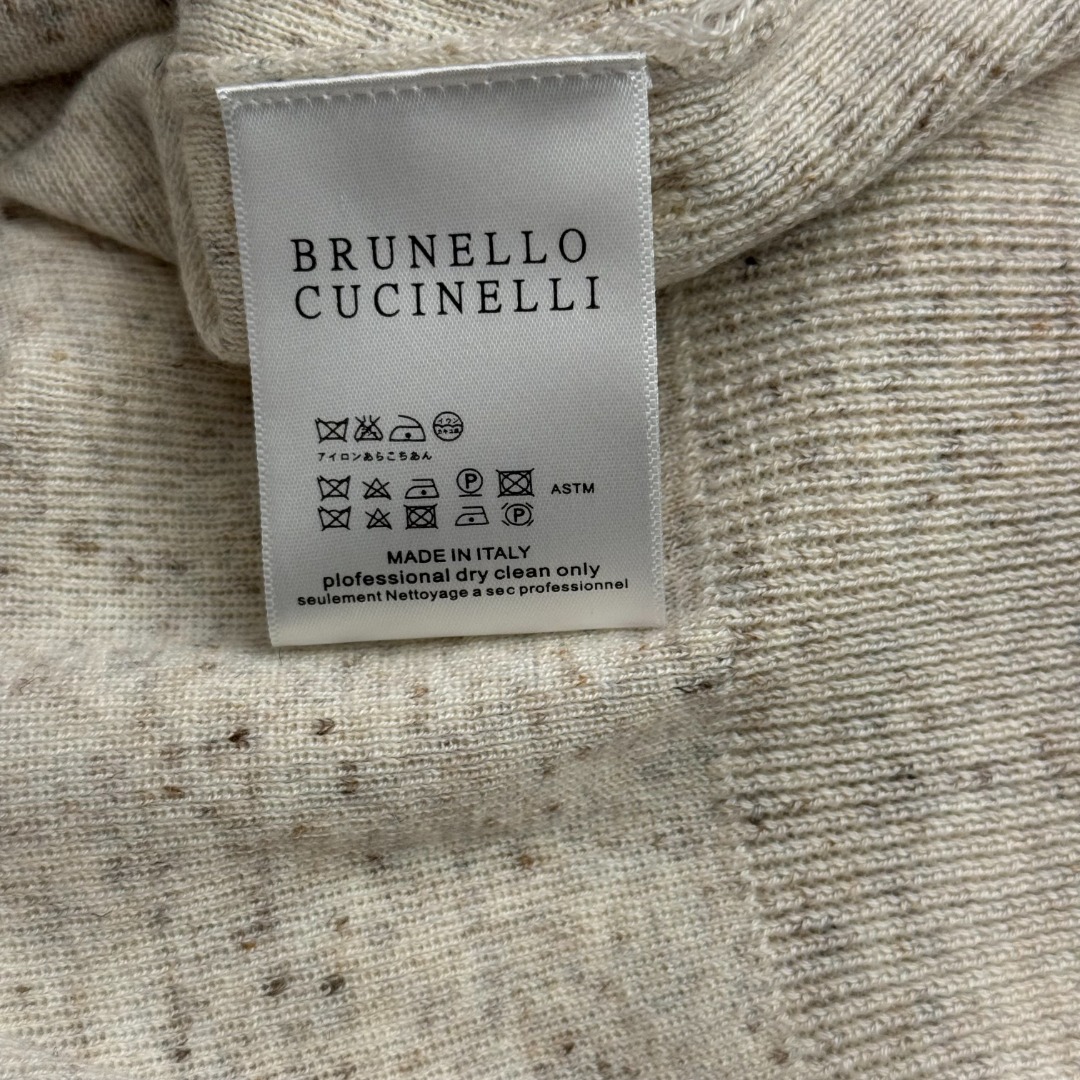 BRUNELLO
CUCINELLI
アイロンあらこちあん
P
ASTM
P
MADE IN ITALY
plofessional dry clean only
seulement Nettoyage a sec professionnel